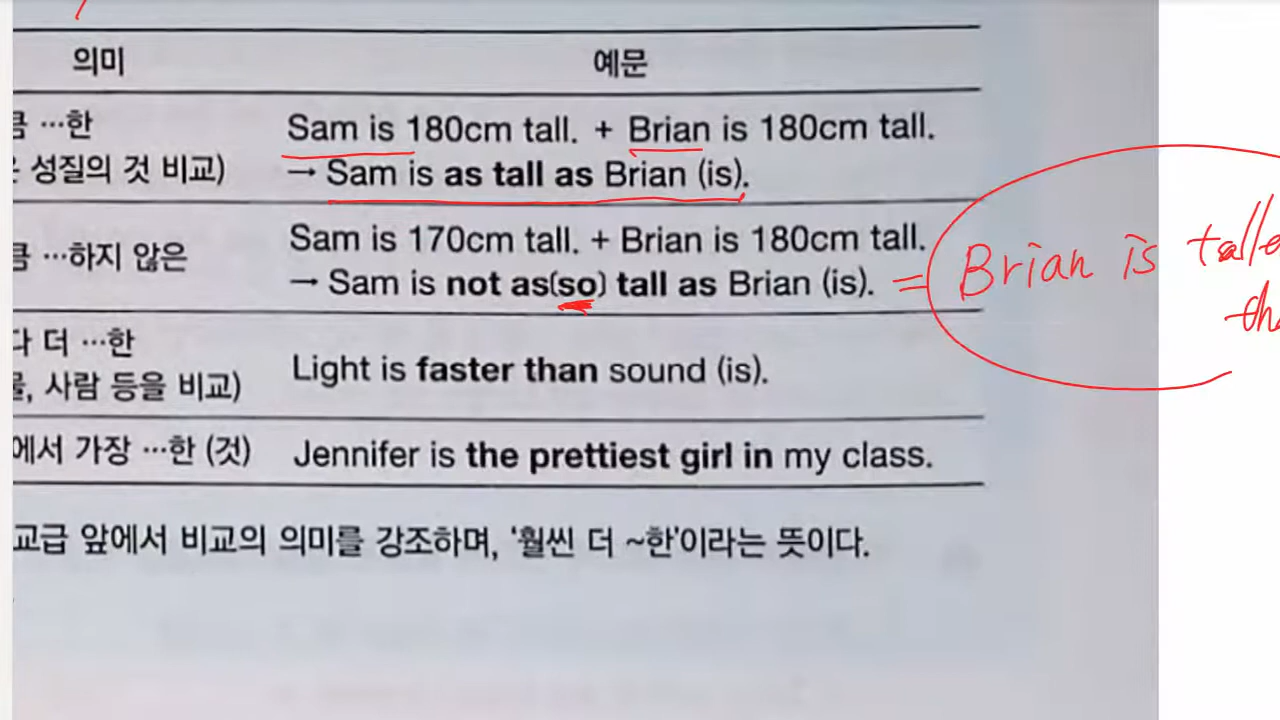 의미 예문
…한 Sam is 180cm tall. + Brian is 180cm tall.
성질의 것 비교) → Sam is as tall as Brian (is).
…하지 않은 Sam is 170cm tall. + Brian is 180cm tall.
→ Sam is not as(so) tall as Brian (is). = Brian is
더 …한
사람 등을 비교) Light is faster than sound (is).
에서 가장 …한 (것) Jennifer is the prettiest girl in my class.
교급 앞에서 비교의 의미를 강조하며, '훨씬 더 ~한'이라는 뜻이다.